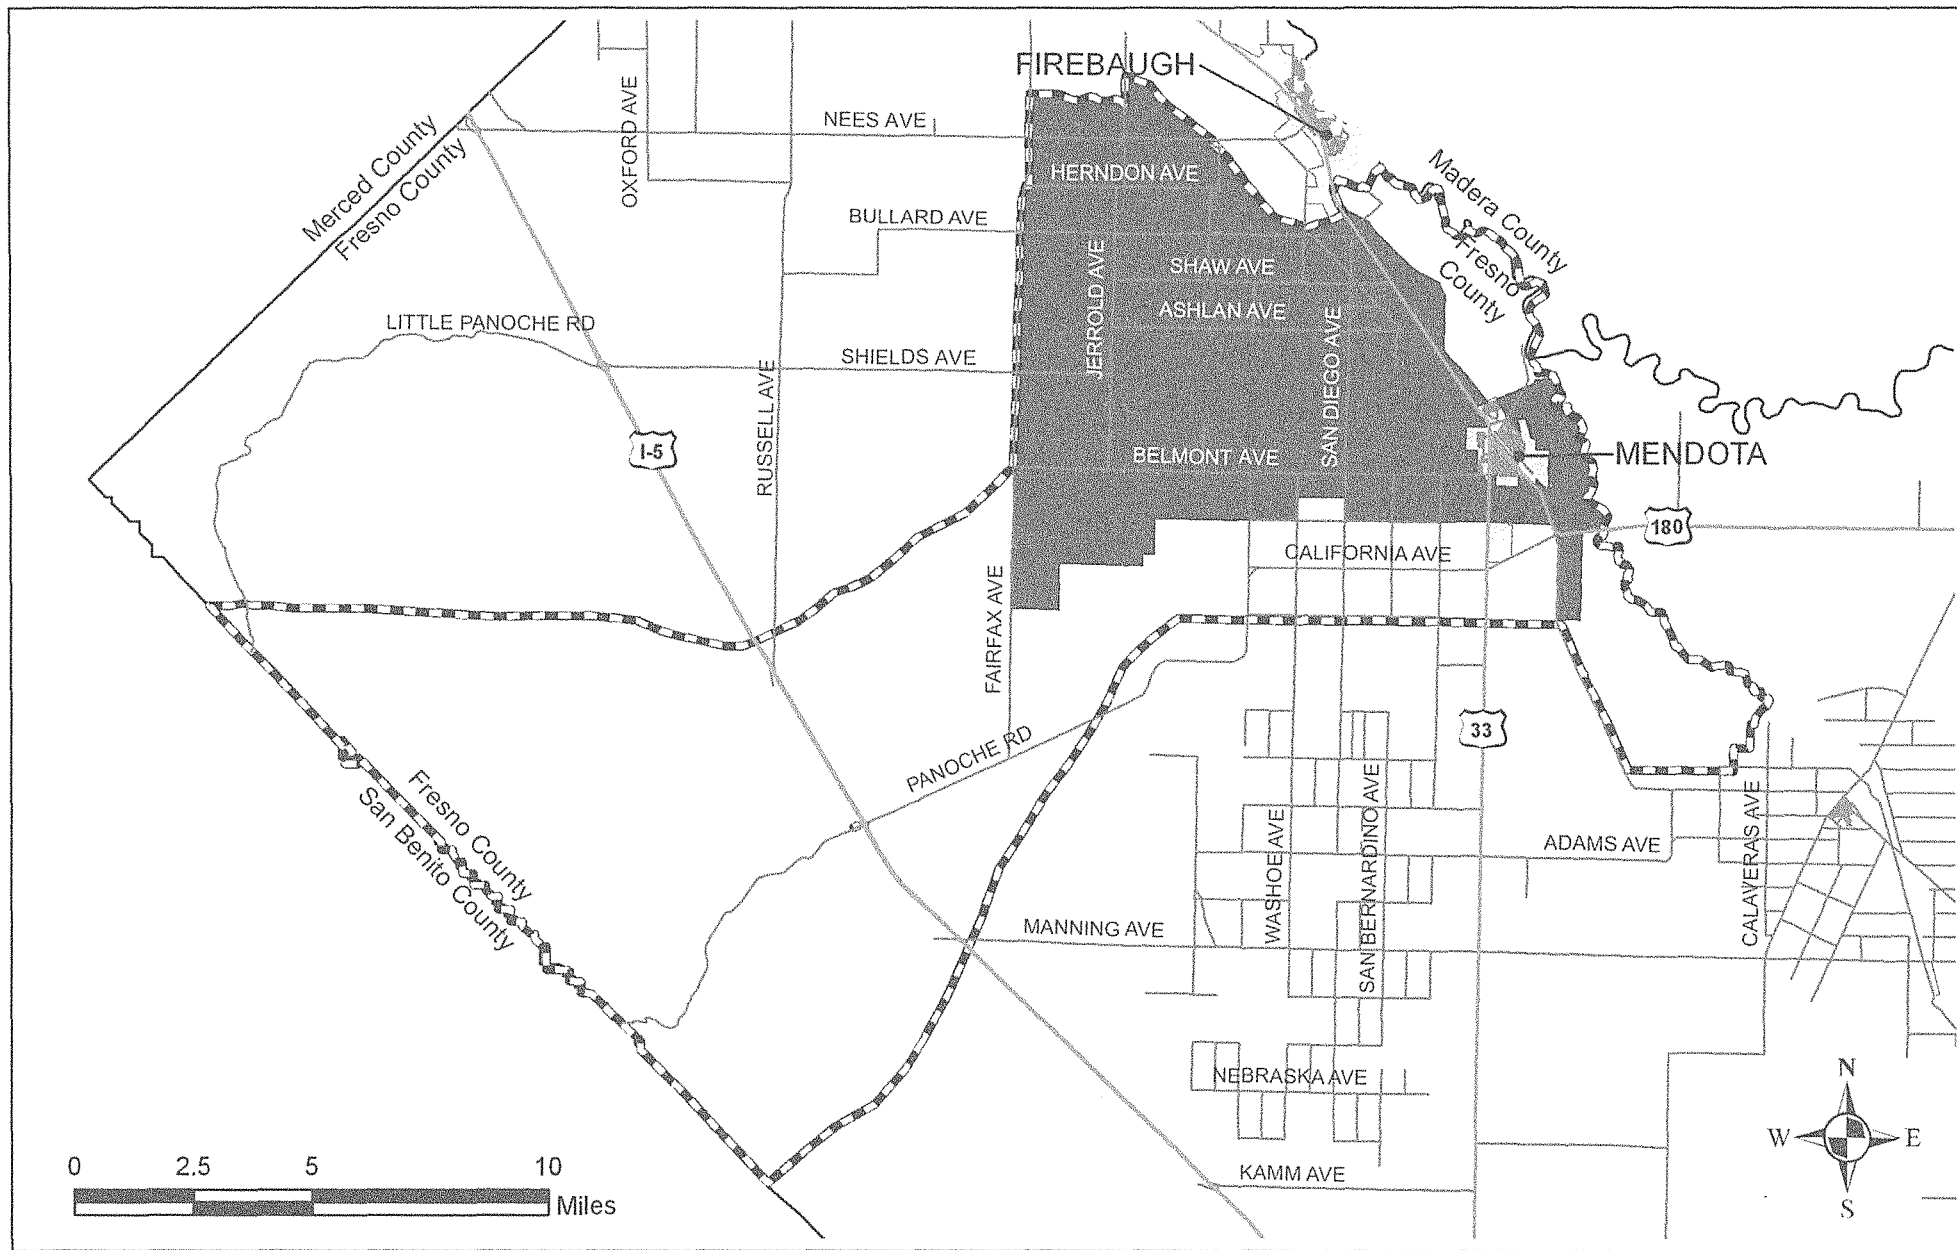 FIREBAUGH
NEES AVE
OXFORD AVE
Merced County
Fresno County
HERNDON AVE
BULLARD AVE
Madera County
Fresno
County
SHAW AVE
JERROLD AVE
ASHLAN AVE
SAN DIEGO AVE
LITTLE PANOCHE RD
SHIELDS AVE
RUSSELL AVE
I-5
BELMONT AVE
MENDOTA
180
CALIFORNIA AVE
FAIRFAX AVE
33
PANOCHE RD
Fresno County
San Benito County
WASHOE AVE
SAN BERNARDINO AVE
ADAMS AVE
CALAVERAS AVE
MANNING AVE
NEBRASKA AVE
KAMM AVE
N
W E
S
0 2.5 5 10
Miles